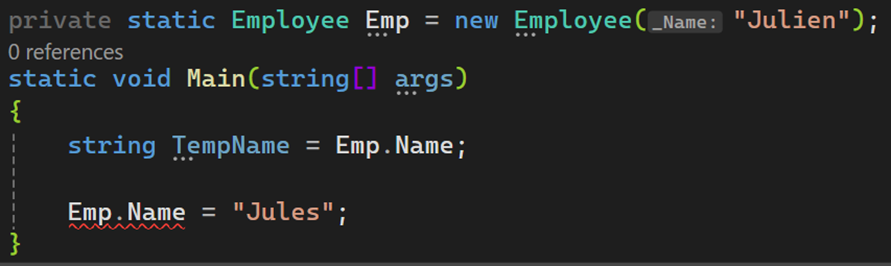 private static Employee Emp = new Employee(_Name: "Julien");
0 references
static void Main(string[] args)
{
string TempName = Emp.Name;
Emp.Name = "Jules";
}